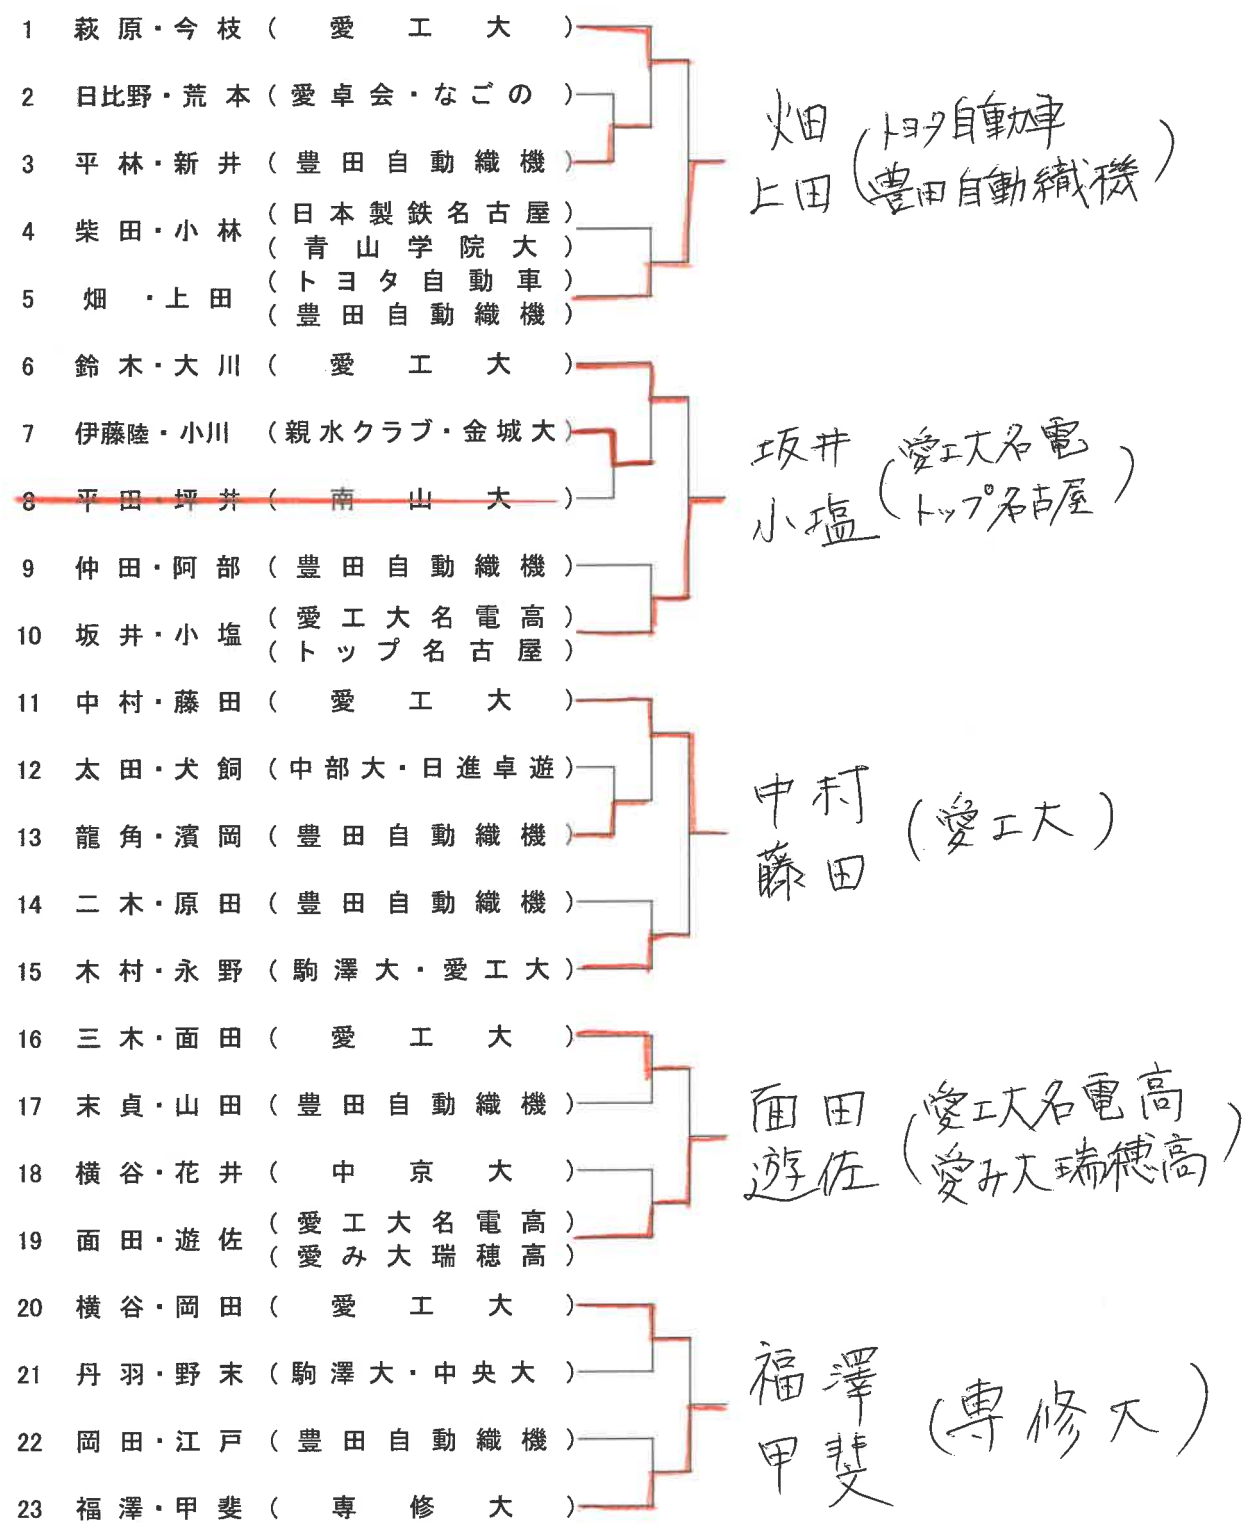 1 萩原・今枝 (愛工大)
2 日比野・荒本 (愛卓会・なごの)
3 平林・新井 (豊田自動織機)
4 柴田・小林 (日本製鉄名古屋)
(青山学院大)
5 畑・上田 (トヨタ自動車)
(豊田自動織機)
畑 (トヨタ自動車
上田 豊田自動織機)
6 鈴木・大川 (愛工大)
7 伊藤陸・小川 (親水クラブ・金城大)
8 平田・坪井 (南山大)
9 仲田・阿部 (豊田自動織機)
10 坂井・小塩 (愛工大名電高)
(トップ名古屋)
坂井 (愛工大名電
小塩 トップ名古屋)
11 中村・藤田 (愛工大)
12 太田・犬飼 (中部大・日進卓遊)
13 龍角・濱岡 (豊田自動織機)
14 二木・原田 (豊田自動織機)
15 木村・永野 (駒澤大・愛工大)
中村
藤田 (愛工大)
16 三木・面田 (愛工大)
17 末貞・山田 (豊田自動織機)
18 横谷・花井 (中京大)
19 面田・遊佐 (愛工大名電高)
(愛み大瑞穂高)
面田 (愛工大名電高
遊佐 愛み大瑞穂高)
20 横谷・岡田 (愛工大)
21 丹羽・野末 (駒澤大・中央大)
22 岡田・江戸 (豊田自動織機)
23 福澤・甲斐 (専修大)
福澤
甲斐 (専修大)